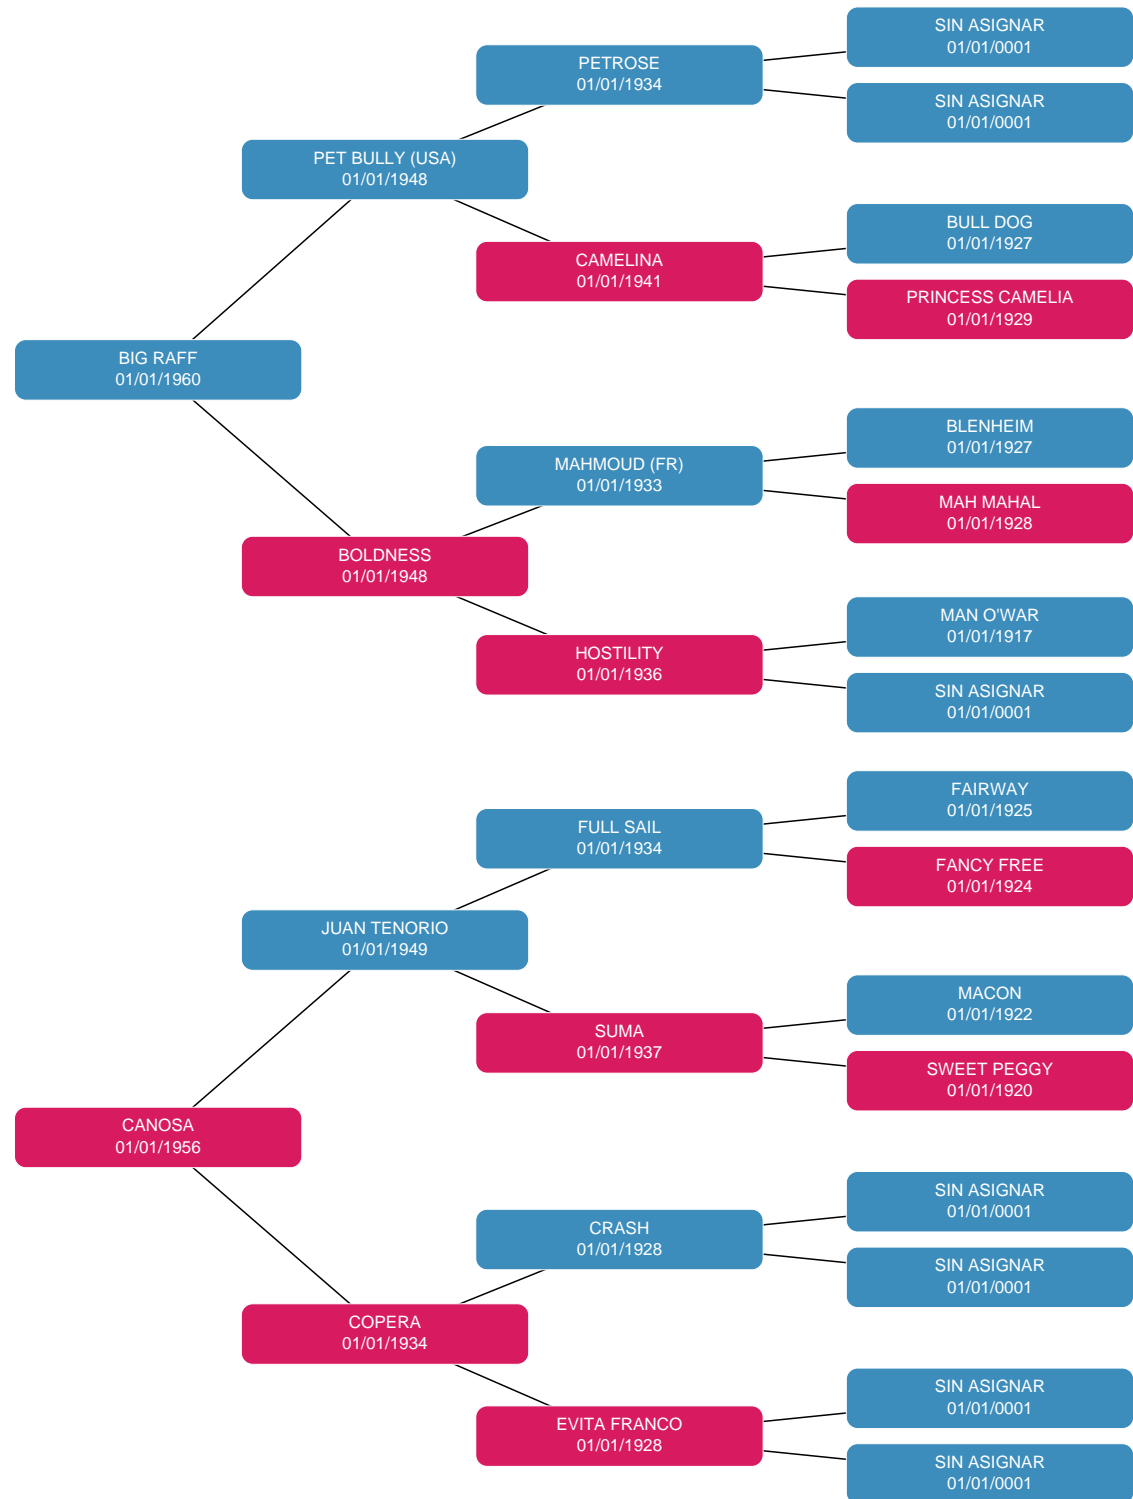 SIN ASIGNAR
01/01/0001
PETROSE
01/01/1934
SIN ASIGNAR
01/01/0001
PET BULLY (USA)
01/01/1948
BULL DOG
01/01/1927
CAMELINA
01/01/1941
PRINCESS CAMELIA
01/01/1929
BIG RAFF
01/01/1960
BLENHEIM
01/01/1927
MAHMOUD (FR)
01/01/1933
MAH MAHAL
01/01/1928
BOLDNESS
01/01/1948
MAN O'WAR
01/01/1917
HOSTILITY
01/01/1936
SIN ASIGNAR
01/01/0001
FAIRWAY
01/01/1925
FULL SAIL
01/01/1934
FANCY FREE
01/01/1924
JUAN TENORIO
01/01/1949
MACON
01/01/1922
SUMA
01/01/1937
SWEET PEGGY
01/01/1920
CANOSA
01/01/1956
SIN ASIGNAR
01/01/0001
CRASH
01/01/1928
SIN ASIGNAR
01/01/0001
COPERA
01/01/1934
SIN ASIGNAR
01/01/0001
EVITA FRANCO
01/01/1928
SIN ASIGNAR
01/01/0001